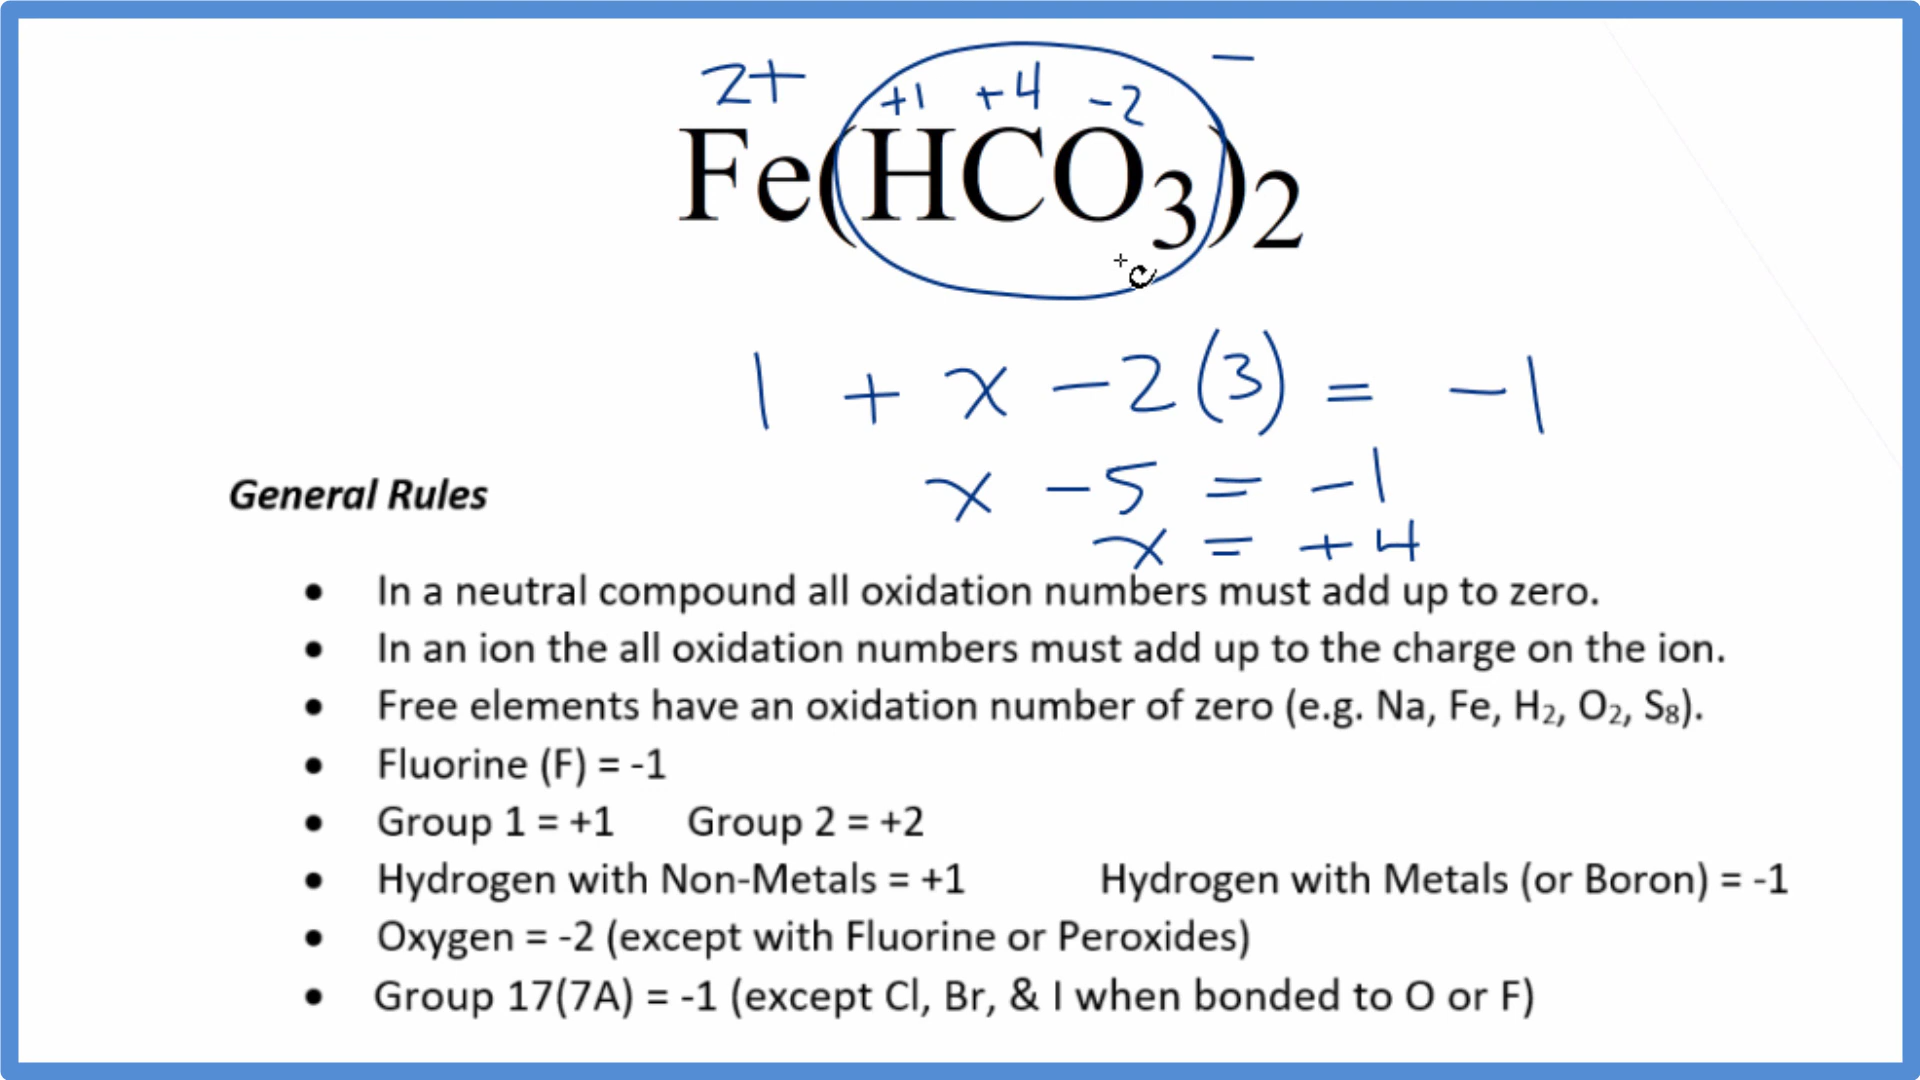 2+ +1 +4 -2 −
Fe(HCO₃)₂
1 + x − 2(3) = −1
x − 5 = −1
x = +4
General Rules
• In a neutral compound all oxidation numbers must add up to zero.
• In an ion the all oxidation numbers must add up to the charge on the ion.
• Free elements have an oxidation number of zero (e.g. Na, Fe, H₂, O₂, S₈).
• Fluorine (F) = -1
• Group 1 = +1 Group 2 = +2
• Hydrogen with Non-Metals = +1 Hydrogen with Metals (or Boron) = -1
• Oxygen = -2 (except with Fluorine or Peroxides)
• Group 17(7A) = -1 (except Cl, Br, & I when bonded to O or F)